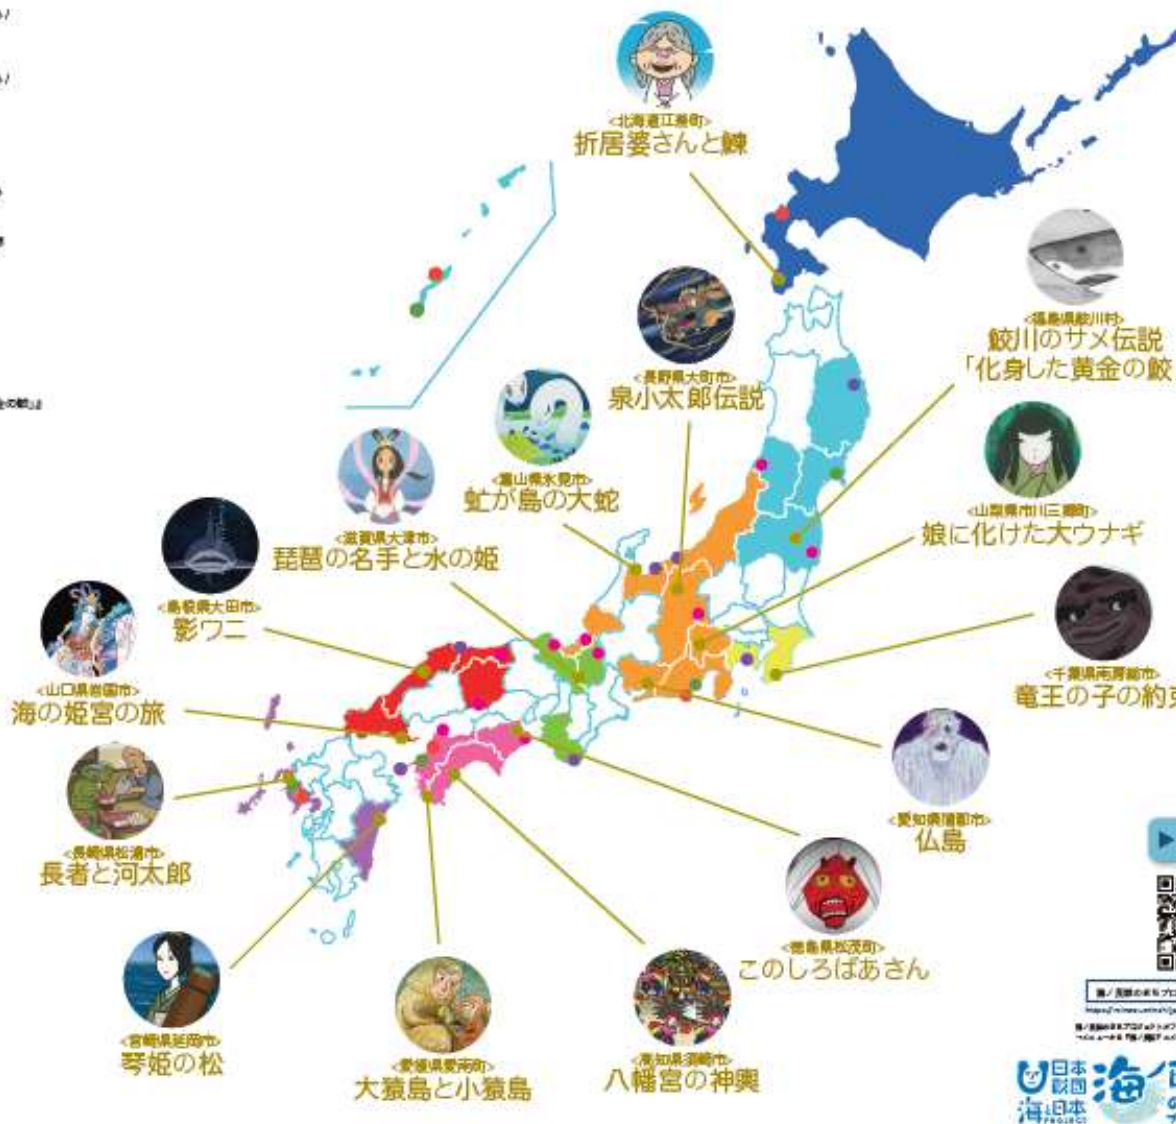 <北海道江差町>
折居婆さんと鰊
<福島県鮫川村>
鮫川のサメ伝説
「化身した黄金の鮫
<長野県大町市>
泉小太郎伝説
<富山県氷見市>
虻が島の大蛇
<山梨県市川三郷町>
娘に化けた大ウナギ
<滋賀県大津市>
琵琶の名手と水の姫
<島根県大田市>
影ワニ
<山口県岩国市>
海の姫宮の旅
<千葉県南房総市>
竜王の子の約束
<愛知県蒲郡市>
仏島
<長崎県松浦市>
長者と河太郎
<徳島県松茂町>
このしろばあさん
<宮崎県延岡市>
琴姫の松
<愛媛県愛南町>
大猿島と小猿島
<高知県須崎市>
八幡宮の神輿
日本
財団
海と日本
PROJECT
海ノ民